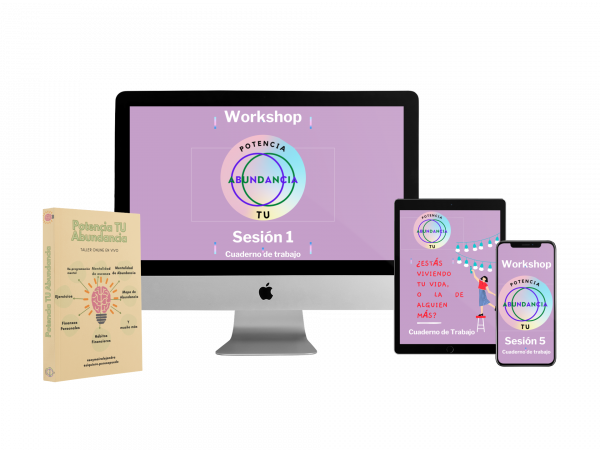 Workshop
POTENCIA
ABUNDANCIA
TU
Sesión 1
Cuaderno de trabajo
Potencia TU
Abundancia
TALLER ONLINE EN VIVO
Mentalidad
de escasez
Mentalidad
de Abundancia
Ejercicios
Mapa de
Abundancia
Finanzas
Personales
Hábitos
Financieros
Y
mucho más
Potencia TU Abundancia
POTENCIA
ABUNDANCIA
TU
¿ESTÁS
VIVIENDO
TU VIDA,
O LA DE
ALGUIEN
MÁS?
Cuaderno de Trabajo
Workshop
POTENCIA
ABUNDANCIA
TU
Sesión 5
Cuaderno de trabajo